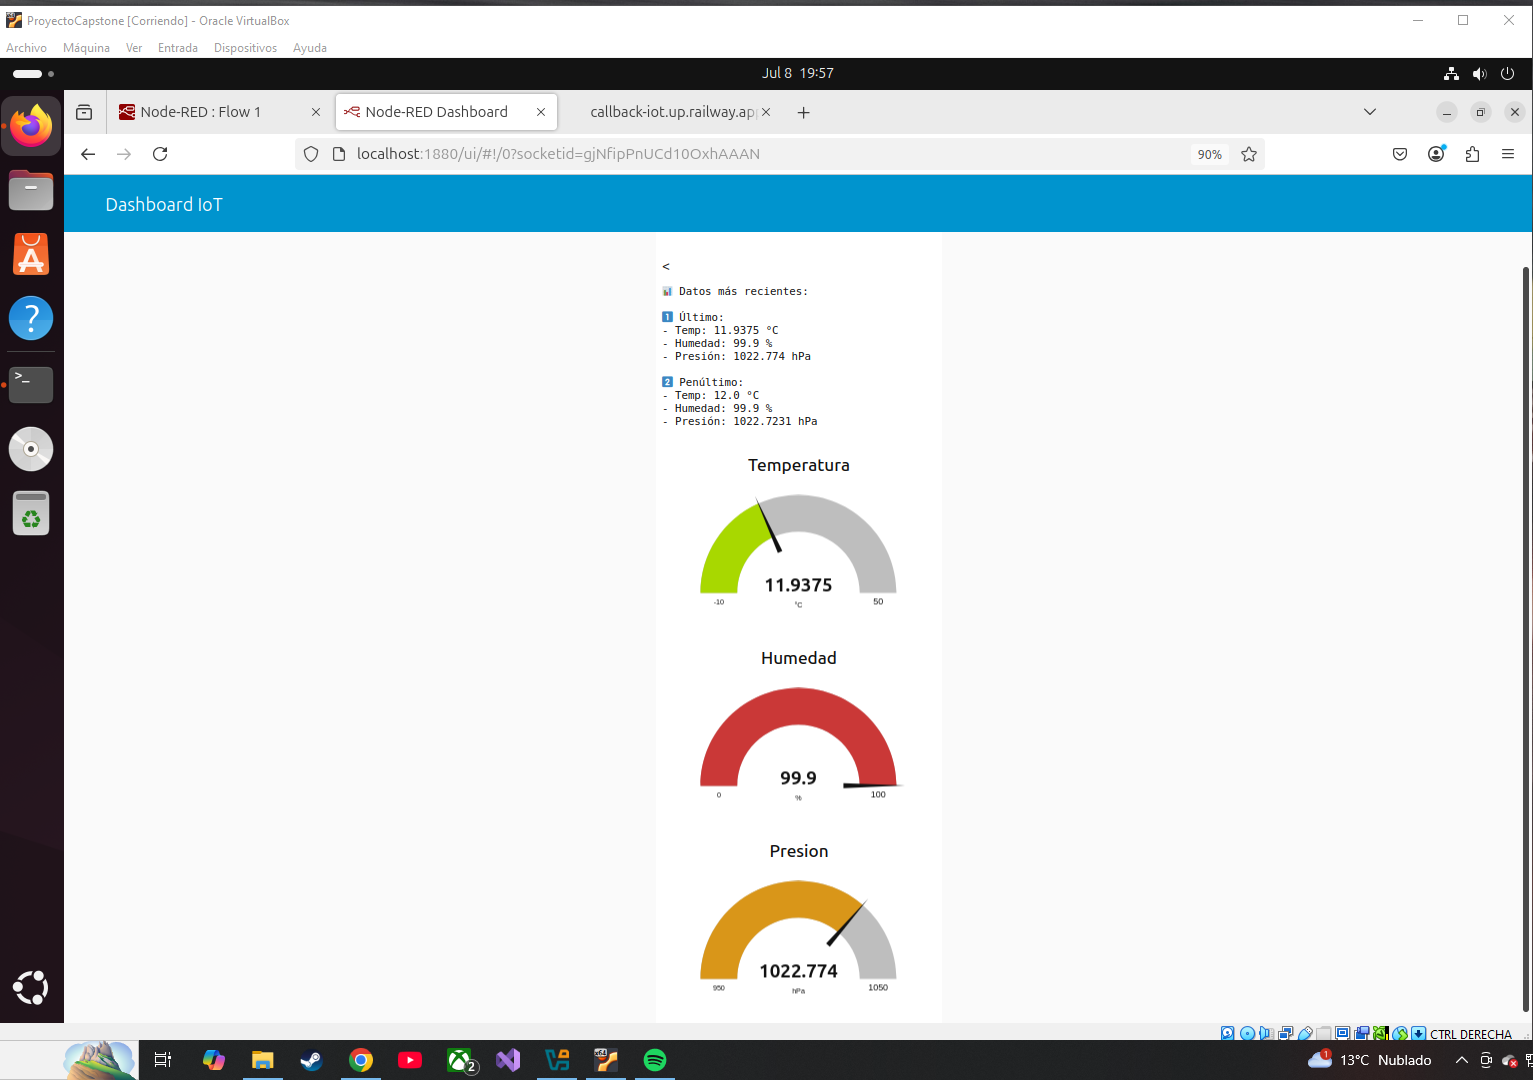 ProyectoCapstone [Corriendo] - Oracle VirtualBox
Archivo Máquina Ver Entrada Dispositivos Ayuda
Jul 8 19:57
Node-RED : Flow 1
Node-RED Dashboard
callback-iot.up.railway.ap
localhost:1880/ui/#!/0?socketid=gjNfipPnUCd10OxhAAAN
90%
Dashboard IoT
<
Datos más recientes:
1 Último:
- Temp: 11.9375 °C
- Humedad: 99.9 %
- Presión: 1022.774 hPa
2 Penúltimo:
- Temp: 12.0 °C
- Humedad: 99.9 %
- Presión: 1022.7231 hPa
Temperatura
11.9375
-10 °C 50
Humedad
99.9
0 % 100
Presion
1022.774
950 hPa 1050
CTRL DERECHA
2
x64
1
13°C Nublado